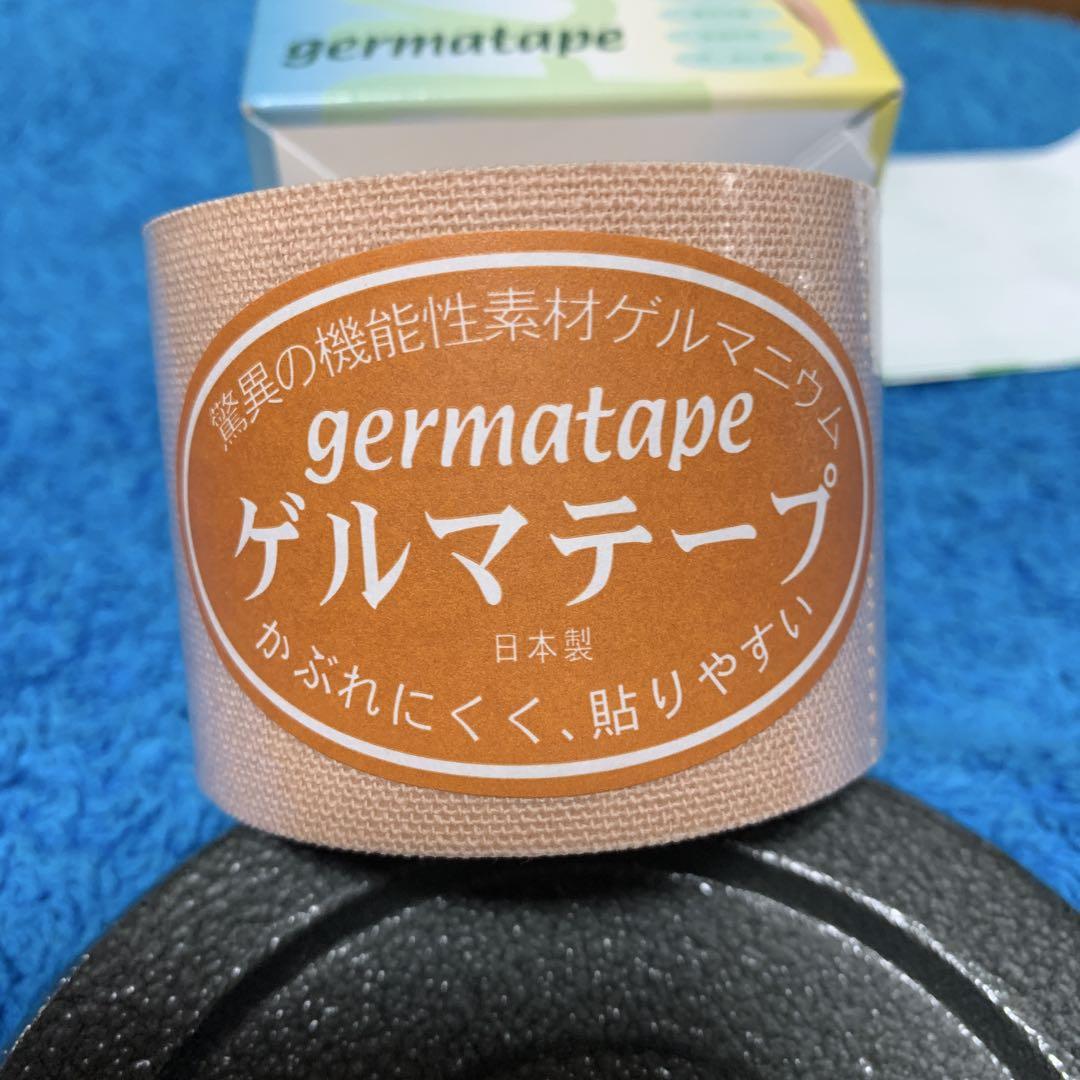 germatape
驚異の機能性素材ゲルマニウム
germatape
ゲルマテープ
日本製
かぶれにくく、貼りやすい